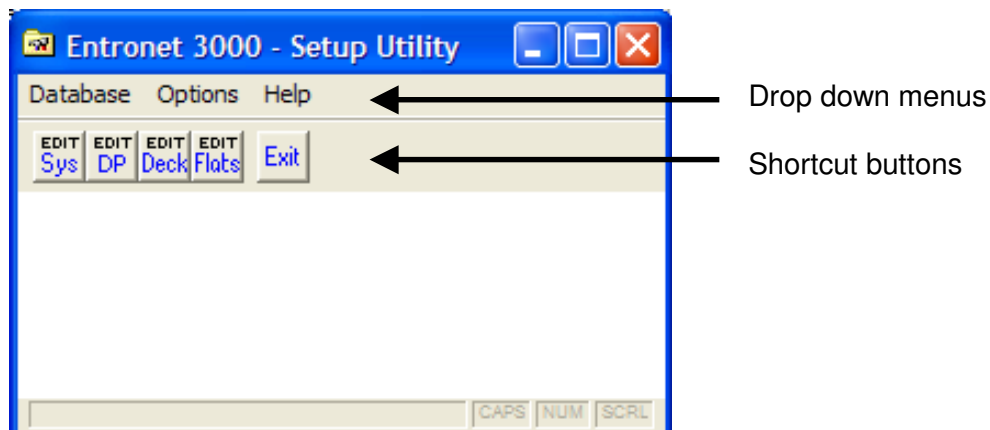 Entronet 3000 - Setup Utility
Database Options Help
Drop down menus
EDIT Sys EDIT DP EDIT Deck EDIT Flats Exit
Shortcut buttons
CAPS NUM SCRL